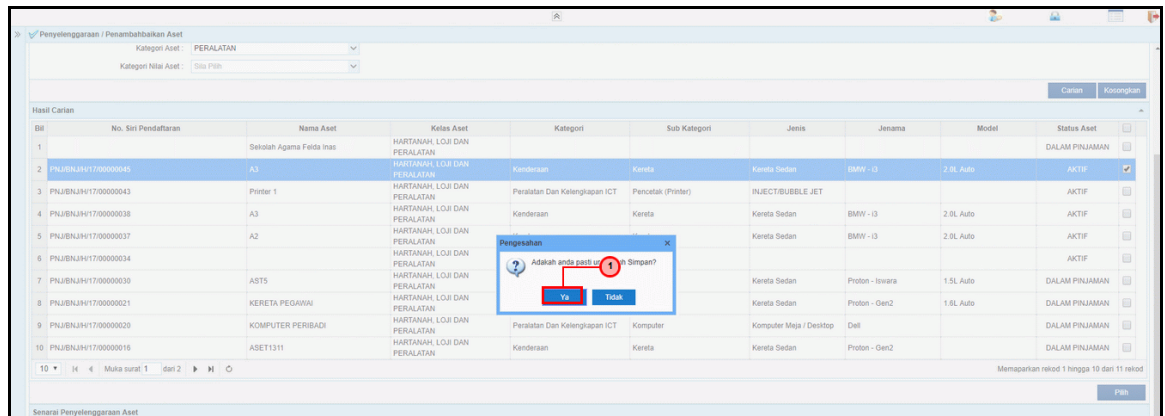 Penyelenggaraan / Penambahbaikan Aset
Kategori Aset : PERALATAN
Kategori Nilai Aset : Sila Pilih
Carian Kosongkan
Hasil Carian
Bil No. Siri Pendaftaran Nama Aset Kelas Aset Kategori Sub Kategori Jenis Jenama Model Status Aset
1 Sekolah Agama Felda Inas HARTANAH, LOJI DAN PERALATAN DALAM PINJAMAN
2 PNJ/BNJ/H/17/00000045 A3 HARTANAH, LOJI DAN PERALATAN Kenderaan Kereta Kereta Sedan BMW - i3 2.0L Auto AKTIF
3 PNJ/BNJ/H/17/00000043 Printer 1 HARTANAH, LOJI DAN PERALATAN Peralatan Dan Kelengkapan ICT Pencetak (Printer) INJECT/BUBBLE JET AKTIF
4 PNJ/BNJ/H/17/00000038 A3 HARTANAH, LOJI DAN PERALATAN Kenderaan Kereta Kereta Sedan BMW - i3 2.0L Auto AKTIF
5 PNJ/BNJ/H/17/00000037 A2 HARTANAH, LOJI DAN PERALATAN Kereta Sedan BMW - i3 2.0L Auto AKTIF
6 PNJ/BNJ/H/17/00000034 HARTANAH, LOJI DAN PERALATAN AKTIF
7 PNJ/BNJ/H/17/00000030 AST5 HARTANAH, LOJI DAN PERALATAN Kereta Sedan Proton - Iswara 1.5L Auto DALAM PINJAMAN
8 PNJ/BNJ/H/17/00000021 KERETA PEGAWAI HARTANAH, LOJI DAN PERALATAN Kereta Sedan Proton - Gen2 1.6L Auto DALAM PINJAMAN
9 PNJ/BNJ/H/17/00000020 KOMPUTER PERIBADI HARTANAH, LOJI DAN PERALATAN Peralatan Dan Kelengkapan ICT Komputer Komputer Meja / Desktop Dell DALAM PINJAMAN
10 PNJ/BNJ/H/17/00000016 ASET1311 HARTANAH, LOJI DAN PERALATAN Kenderaan Kereta Kereta Sedan Proton - Gen2 DALAM PINJAMAN
Pengesahan
Adakah anda pasti Simpan?
1
Ya Tidak
10 Muka surat 1 dari 2 Memaparkan rekod 1 hingga 10 dari 11 rekod
Pilih
Senarai Penyelenggaraan Aset